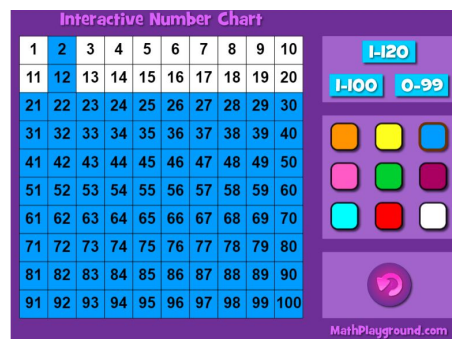 Interactive Number Chart
1 2 3 4 5 6 7 8 9 10
11 12 13 14 15 16 17 18 19 20
21 22 23 24 25 26 27 28 29 30
31 32 33 34 35 36 37 38 39 40
41 42 43 44 45 46 47 48 49 50
51 52 53 54 55 56 57 58 59 60
61 62 63 64 65 66 67 68 69 70
71 72 73 74 75 76 77 78 79 80
81 82 83 84 85 86 87 88 89 90
91 92 93 94 95 96 97 98 99 100
1-120
1-100 0-99
MathPlayground.com